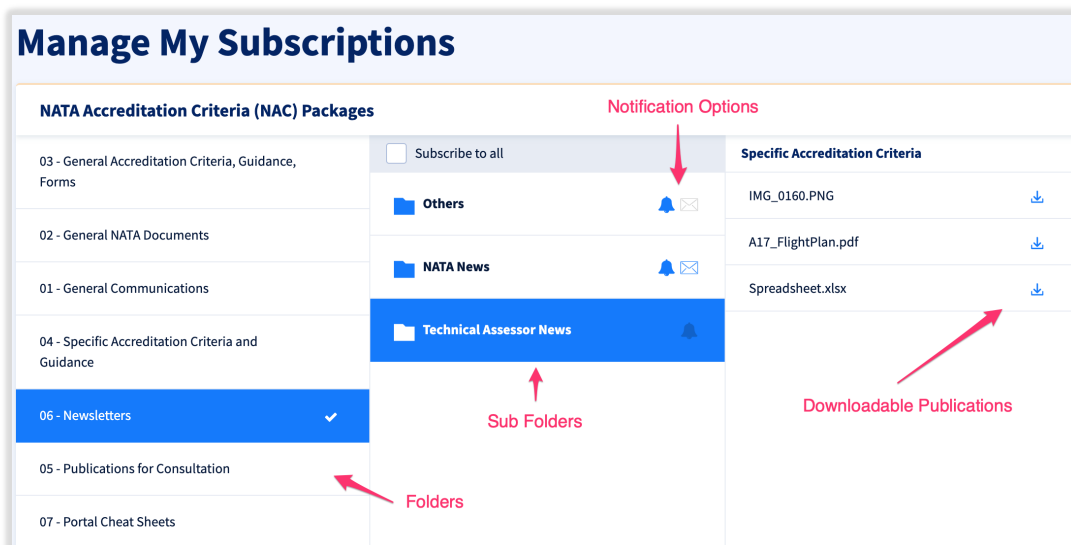 Manage My Subscriptions
NATA Accreditation Criteria (NAC) Packages
Notification Options
03 - General Accreditation Criteria, Guidance,
Forms
02 - General NATA Documents
01 - General Communications
04 - Specific Accreditation Criteria and
Guidance
06 - Newsletters
05 - Publications for Consultation
07 - Portal Cheat Sheets
Folders
Subscribe to all
Others
NATA News
Technical Assessor News
Sub Folders
Specific Accreditation Criteria
IMG_0160.PNG
A17_FlightPlan.pdf
Spreadsheet.xlsx
Downloadable Publications